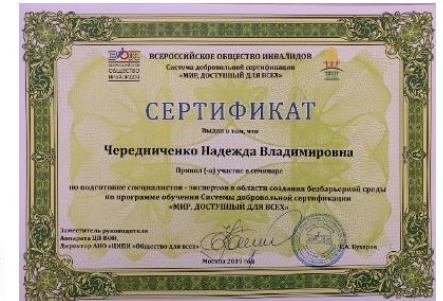 ВСЕРОССИЙСКОЕ ОБЩЕСТВО ИНВАЛИДОВ
Система добровольной сертификации
«МИР, ДОСТУПНЫЙ ДЛЯ ВСЕХ»
СЕРТИФИКАТ
Выдан о том, что
Чередниченко Надежда Владимировна
Принял (-а) участие в семинаре
по подготовке специалистов - экспертов в области создания безбарьерной среды
по программе обучения Системы добровольной сертификации
«МИР, ДОСТУПНЫЙ ДЛЯ ВСЕХ»
Заместитель руководителя
Аппарата ЦП ВОИ,
Директор АНО «ЦИПИ «Общество для всех»
Москва 2019 год